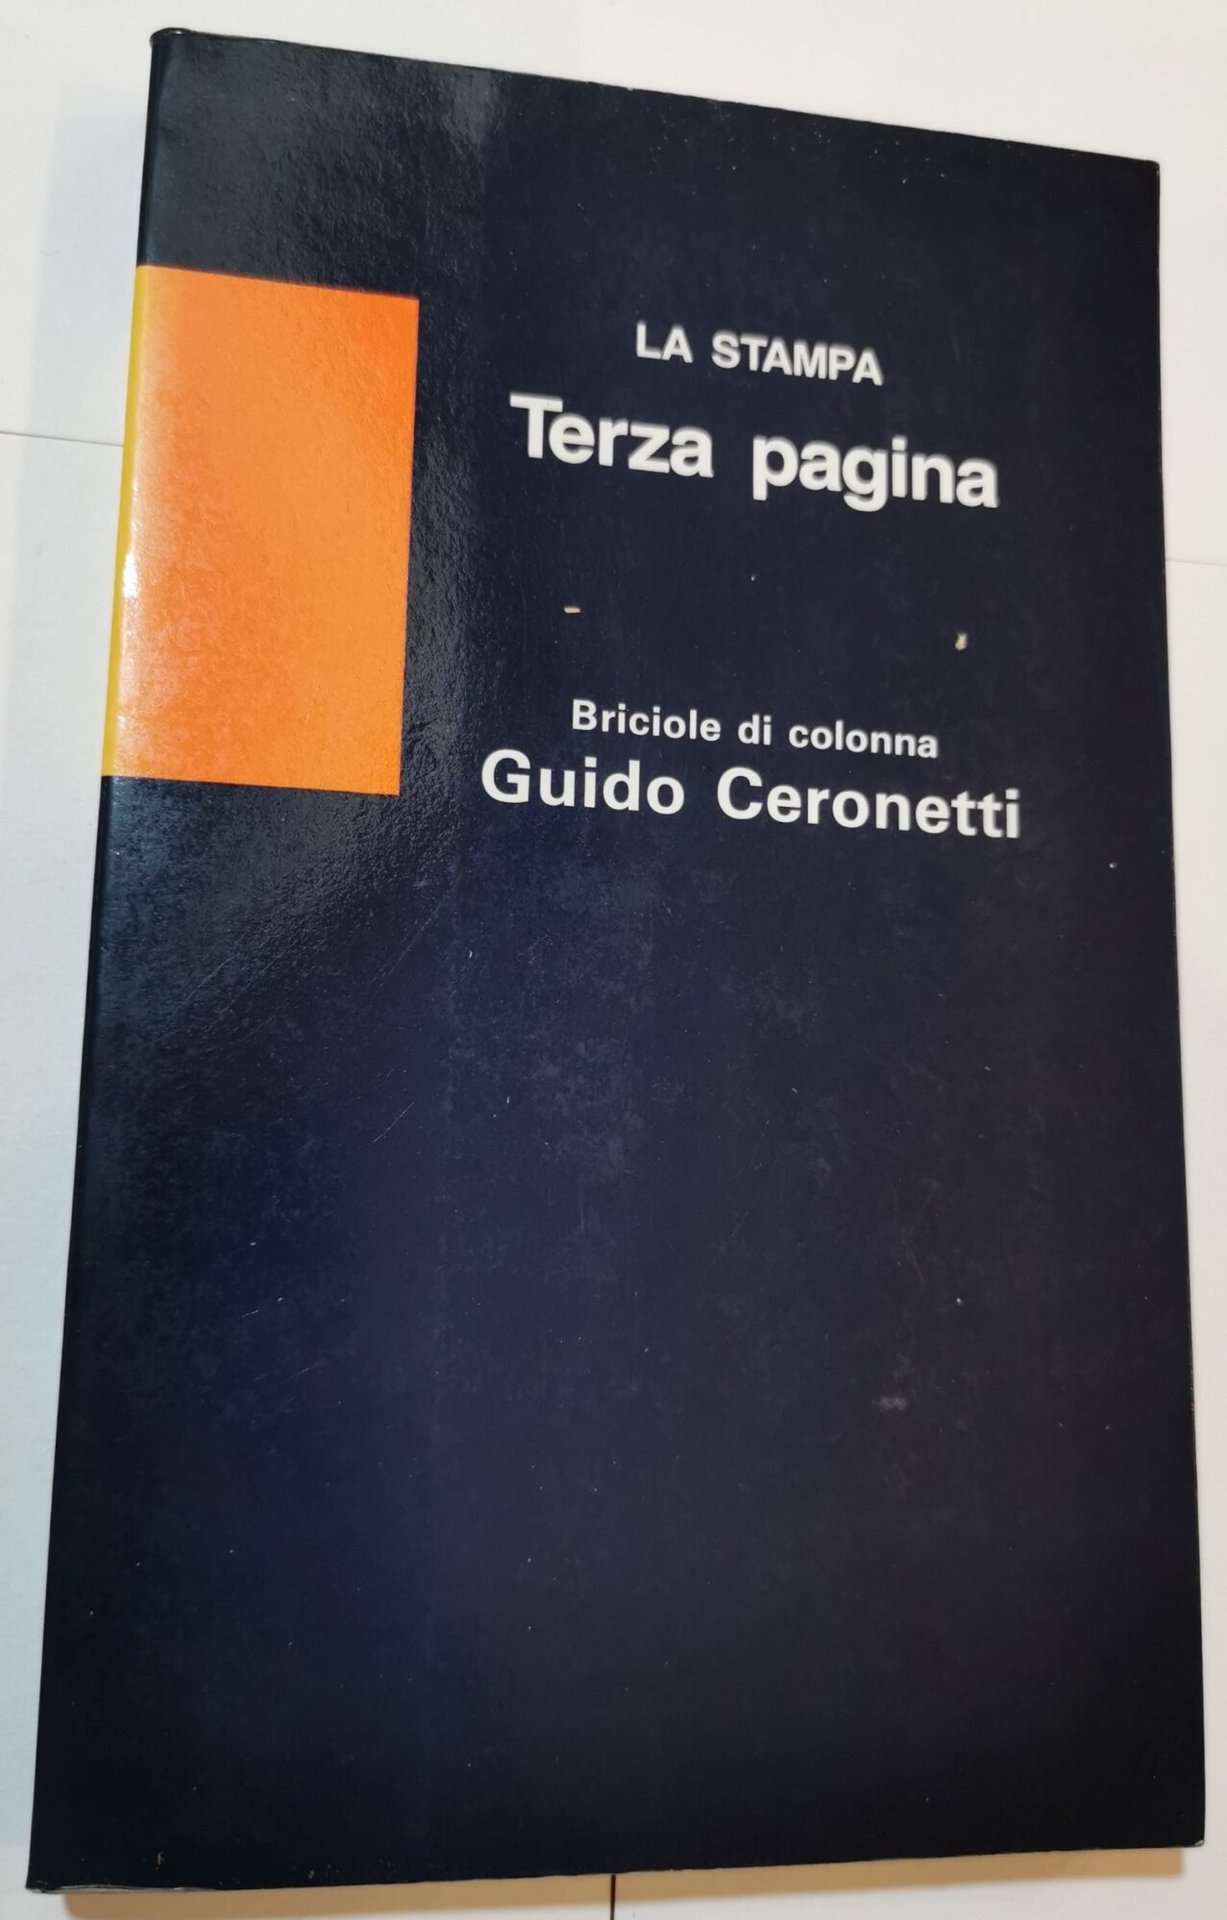 LA STAMPA
Terza pagina
Briciole di colonna
Guido Ceronetti